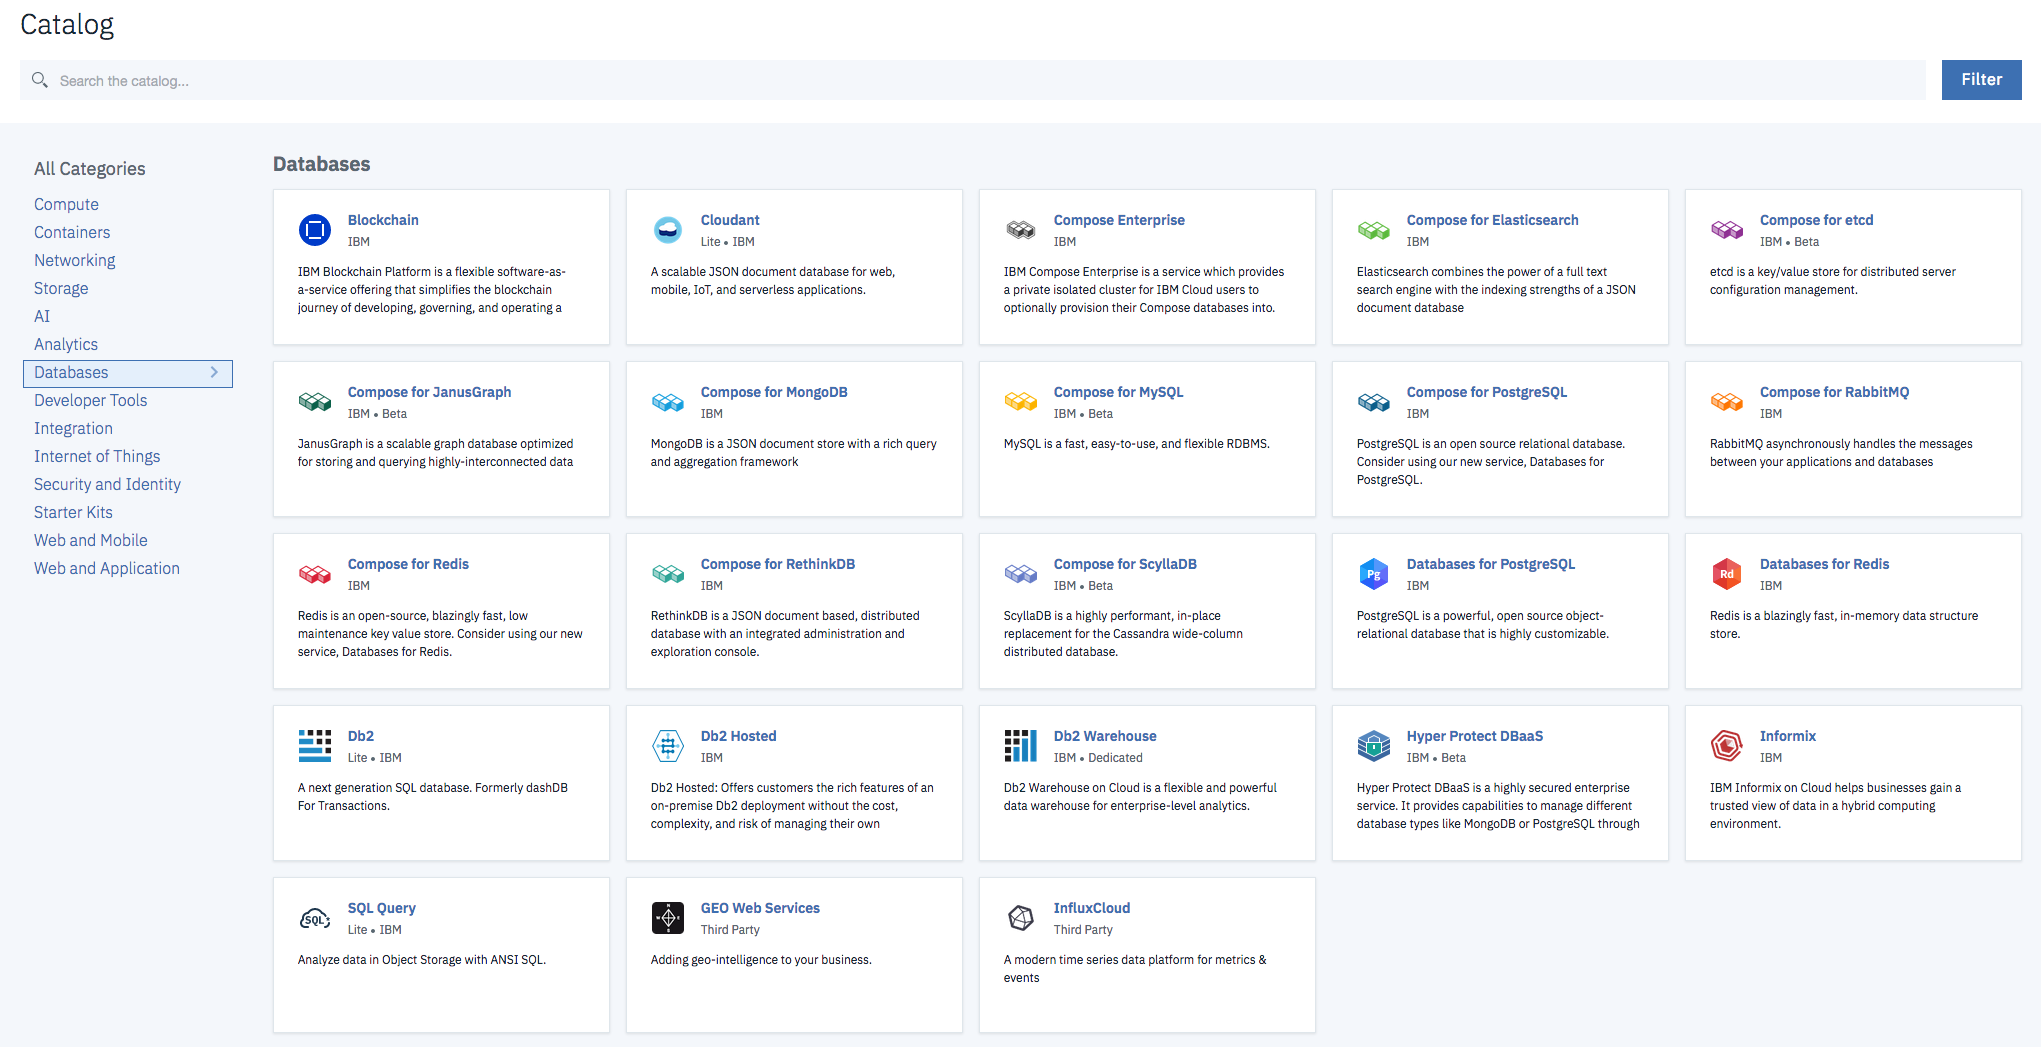 Catalog
Search the catalog...
Filter
All Categories
Compute
Containers
Networking
Storage
AI
Analytics
Databases
Developer Tools
Integration
Internet of Things
Security and Identity
Starter Kits
Web and Mobile
Web and Application
Databases
Blockchain
IBM
IBM Blockchain Platform is a flexible software-as-
a-service offering that simplifies the blockchain
journey of developing, governing, and operating a
Cloudant
Lite • IBM
A scalable JSON document database for web,
mobile, IoT, and serverless applications.
Compose Enterprise
IBM
IBM Compose Enterprise is a service which provides
a private isolated cluster for IBM Cloud users to
optionally provision their Compose databases into.
Compose for Elasticsearch
IBM
Elasticsearch combines the power of a full text
search engine with the indexing strengths of a JSON
document database
Compose for etcd
IBM • Beta
etcd is a key/value store for distributed server
configuration management.
Compose for JanusGraph
IBM • Beta
JanusGraph is a scalable graph database optimized
for storing and querying highly-interconnected data
Compose for MongoDB
IBM
MongoDB is a JSON document store with a rich query
and aggregation framework
Compose for MySQL
IBM • Beta
MySQL is a fast, easy-to-use, and flexible RDBMS.
Compose for PostgreSQL
IBM
PostgreSQL is an open source relational database.
Consider using our new service, Databases for
PostgreSQL.
Compose for RabbitMQ
IBM
RabbitMQ asynchronously handles the messages
between your applications and databases
Compose for Redis
IBM
Redis is an open-source, blazingly fast, low
maintenance key value store. Consider using our new
service, Databases for Redis.
Compose for RethinkDB
IBM
RethinkDB is a JSON document based, distributed
database with an integrated administration and
exploration console.
Compose for ScyllaDB
IBM • Beta
ScyllaDB is a highly performant, in-place
replacement for the Cassandra wide-column
distributed database.
Pg
Databases for PostgreSQL
IBM
PostgreSQL is a powerful, open source object-
relational database that is highly customizable.
Rd
Databases for Redis
IBM
Redis is a blazingly fast, in-memory data structure
store.
Db2
Lite • IBM
A next generation SQL database. Formerly dashDB
For Transactions.
Db2 Hosted
IBM
Db2 Hosted: Offers customers the rich features of an
on-premise Db2 deployment without the cost,
complexity, and risk of managing their own
Db2 Warehouse
IBM • Dedicated
Db2 Warehouse on Cloud is a flexible and powerful
data warehouse for enterprise-level analytics.
Hyper Protect DBaaS
IBM • Beta
Hyper Protect DBaaS is a highly secured enterprise
service. It provides capabilities to manage different
database types like MongoDB or PostgreSQL through
Informix
IBM
IBM Informix on Cloud helps businesses gain a
trusted view of data in a hybrid computing
environment.
SQL
SQL Query
Lite • IBM
Analyze data in Object Storage with ANSI SQL.
N
W E
S
GEO Web Services
Third Party
Adding geo-intelligence to your business.
InfluxCloud
Third Party
A modern time series data platform for metrics &
events